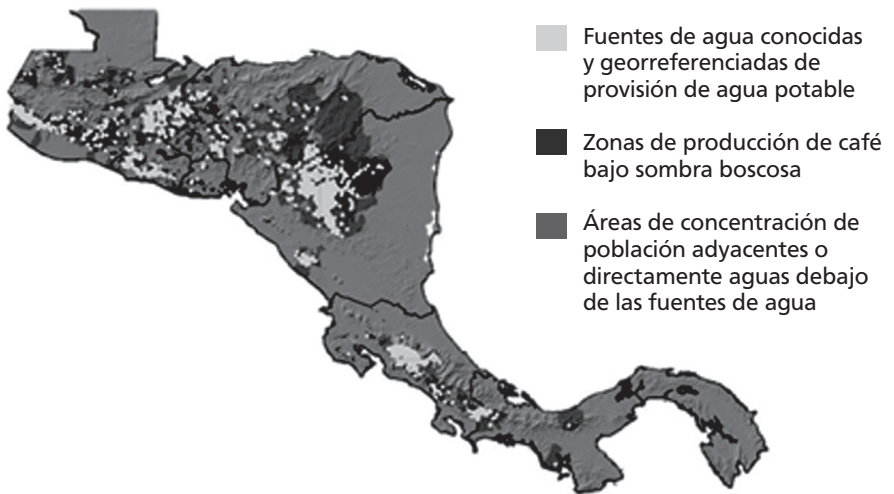 Fuentes de agua conocidas
y georreferenciadas de
provisión de agua potable
Zonas de producción de café
bajo sombra boscosa
Áreas de concentración de
población adyacentes o
directamente aguas debajo
de las fuentes de agua